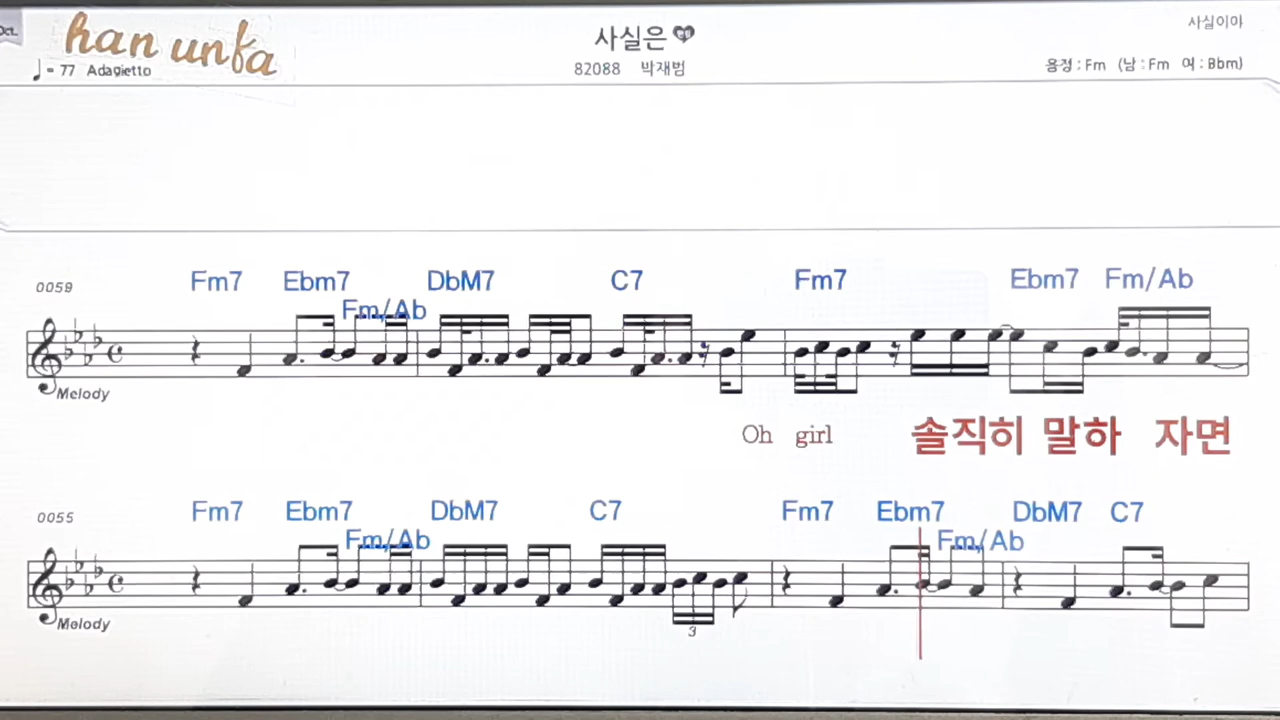 Oct.
han unfa
사실은
사실이야
♩= 77 Adagietto
82088 박재범
원정 : Fm (남 : Fm 여 : Bbm)
0059
Fm7 Ebm7 Fm/Ab DbM7 C7 Fm7 Ebm7 Fm/Ab
Melody
Oh girl 솔직히 말하 자면
0055
Fm7 Ebm7 Fm/Ab DbM7 C7 Fm7 Ebm7 Fm/Ab DbM7 C7
Melody
3